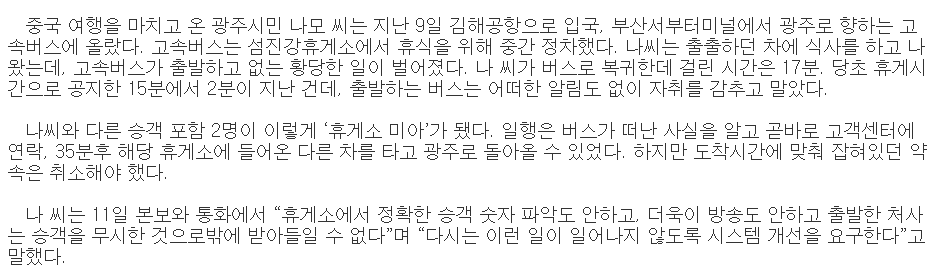 중국 여행을 마치고 온 광주시민 나모 씨는 지난 9일 김해공항으로 입국, 부산서부터미널에서 광주로 향하는 고
속버스에 올랐다. 고속버스는 섬진강휴게소에서 휴식을 위해 중간 정차했다. 나씨는 출출하던 차에 식사를 하고 나
왔는데, 고속버스가 출발하고 없는 황당한 일이 벌어졌다. 나 씨가 버스로 복귀한데 걸린 시간은 17분. 당초 휴게시
간으로 공지한 15분에서 2분이 지난 건데, 출발하는 버스는 어떠한 알림도 없이 자취를 감추고 말았다.
나씨와 다른 승객 포함 2명이 이렇게 ‘휴게소 미아’가 됐다. 일행은 버스가 떠난 사실을 알고 곧바로 고객센터에
연락, 35분후 해당 휴게소에 들어온 다른 차를 타고 광주로 돌아올 수 있었다. 하지만 도착시간에 맞춰 잡혀있던 약
속은 취소해야 했다.
나 씨는 11일 본보와 통화에서 “휴게소에서 정확한 승객 숫자 파악도 안하고, 더욱이 방송도 안하고 출발한 처사
는 승객을 무시한 것으로밖에 받아들일 수 없다”며 “다시는 이런 일이 일어나지 않도록 시스템 개선을 요구한다”고
말했다.